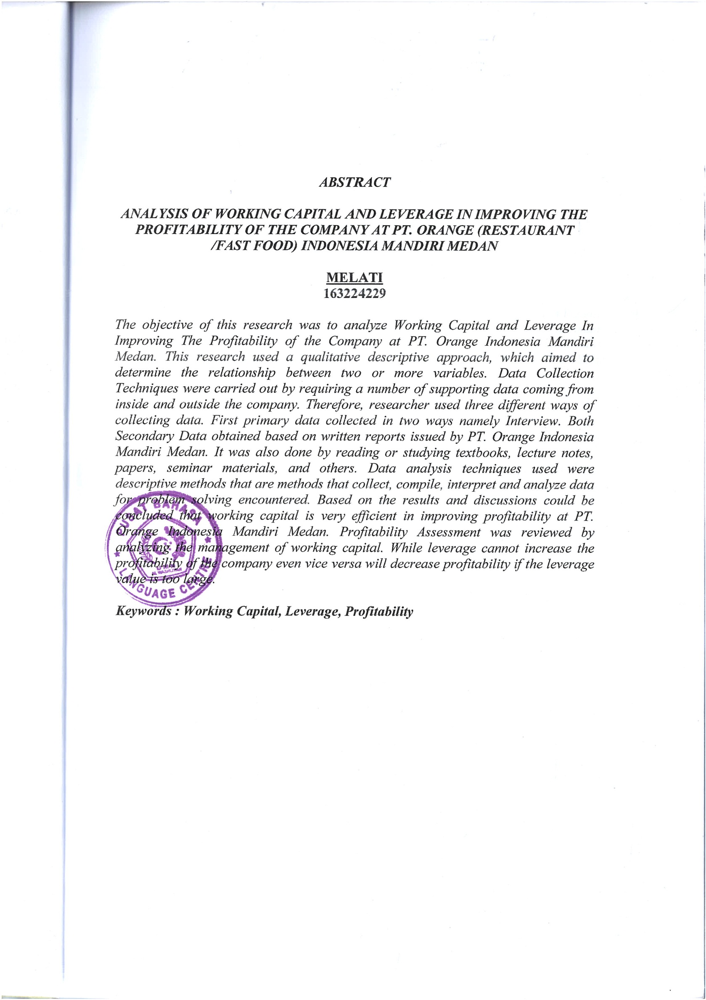 ABSTRACT
ANALYSIS OF WORKING CAPITAL AND LEVERAGE IN IMPROVING THE
PROFITABILITY OF THE COMPANY AT PT. ORANGE (RESTAURANT
/FAST FOOD) INDONESIA MANDIRI MEDAN
MELATI
163224229
The objective of this research was to analyze Working Capital and Leverage In
Improving The Profitability of the Company at PT. Orange Indonesia Mandiri
Medan. This research used a qualitative descriptive approach, which aimed to
determine the relationship between two or more variables. Data Collection
Techniques were carried out by requiring a number of supporting data coming from
inside and outside the company. Therefore, researcher used three different ways of
collecting data. First primary data collected in two ways namely Interview. Both
Secondary Data obtained based on written reports issued by PT. Orange Indonesia
Mandiri Medan. It was also done by reading or studying textbooks, lecture notes,
papers, seminar materials, and others. Data analysis techniques used were
descriptive methods that are methods that collect, compile, interpret and analyze data
for problem solving encountered. Based on the results and discussions could be
concluded that working capital is very efficient in improving profitability at PT.
Orange Indonesia Mandiri Medan. Profitability Assessment was reviewed by
analyzing the management of working capital. While leverage cannot increase the
profitability of the company even vice versa will decrease profitability if the leverage
value is too large.
Keywords : Working Capital, Leverage, Profitability
PUSAT BAHASA
LANGUAGE CENTRE
AL WASHLIYAH